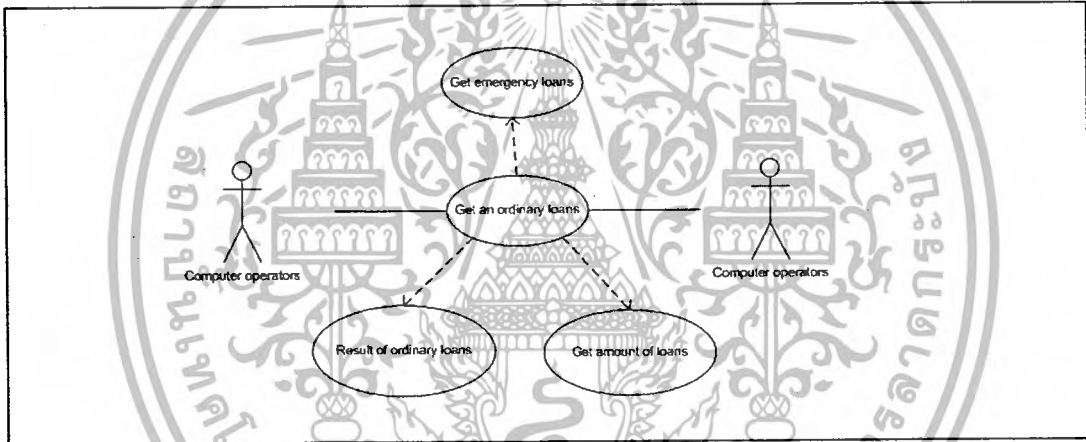 Get emergency loans
Get an ordinary loans
Computer operators
Computer operators
Result of ordinary loans
Get amount of loans